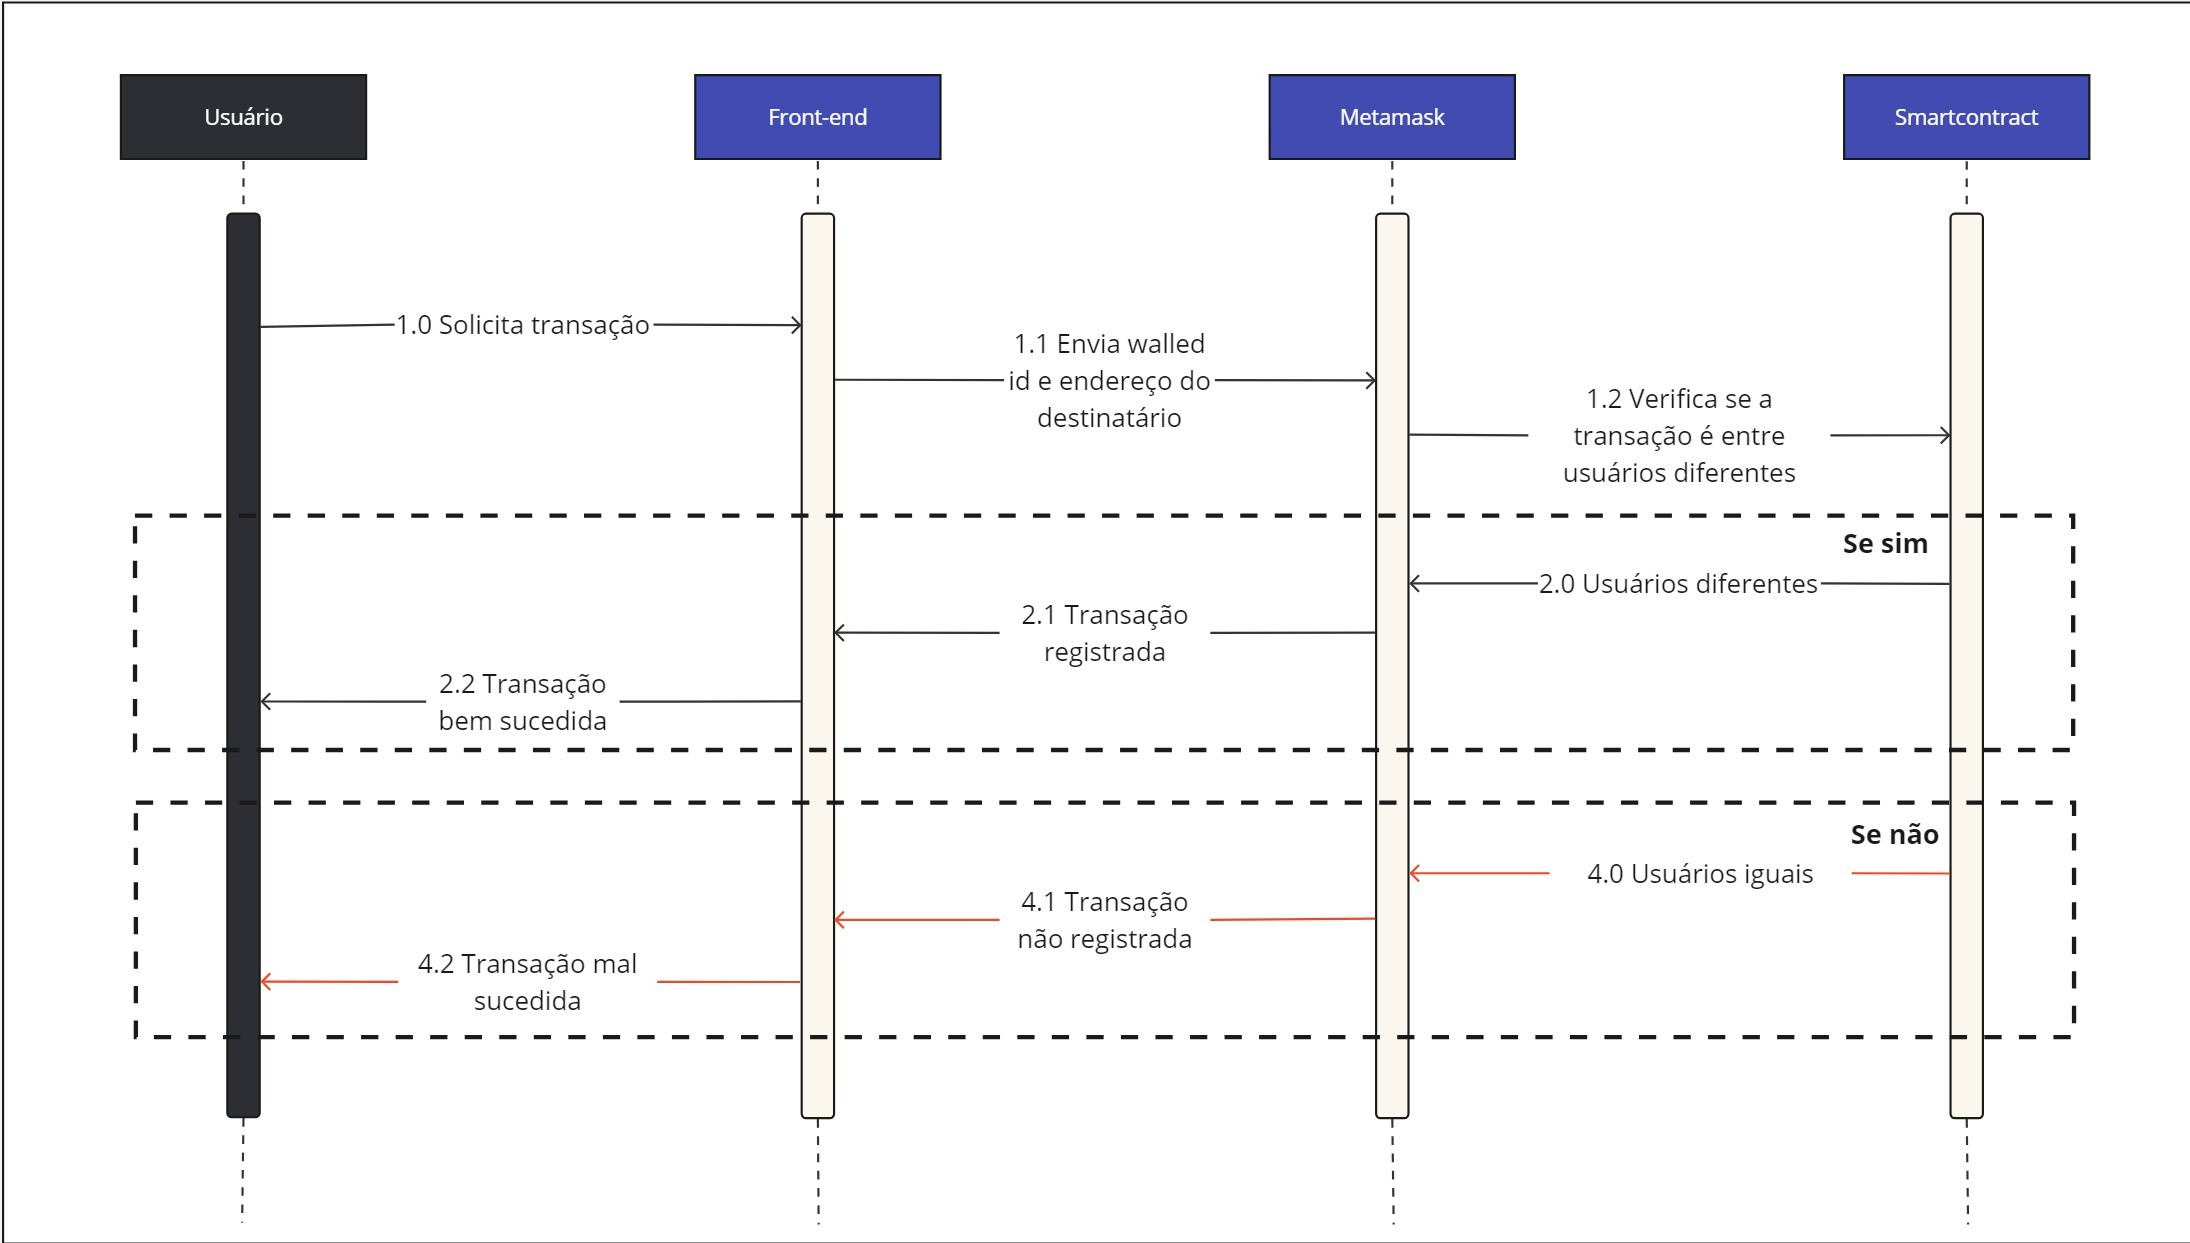 Usuário
Front-end
Metamask
Smartcontract
1.0 Solicita transação
1.1 Envia walled
id e endereço do
destinatário
1.2 Verifica se a
transação é entre
usuários diferentes
Se sim
2.0 Usuários diferentes
2.1 Transação
registrada
2.2 Transação
bem sucedida
Se não
4.0 Usuários iguais
4.1 Transação
não registrada
4.2 Transação mal
sucedida